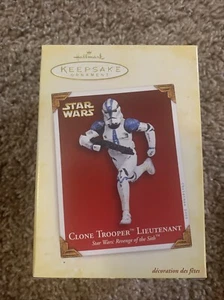 Hallmark
KEEPSAKE
ORNAMENT
STAR
WARS
CLONE TROOPER™ LIEUTENANT
Star Wars: Revenge of the Sith™
décoration des fêtes